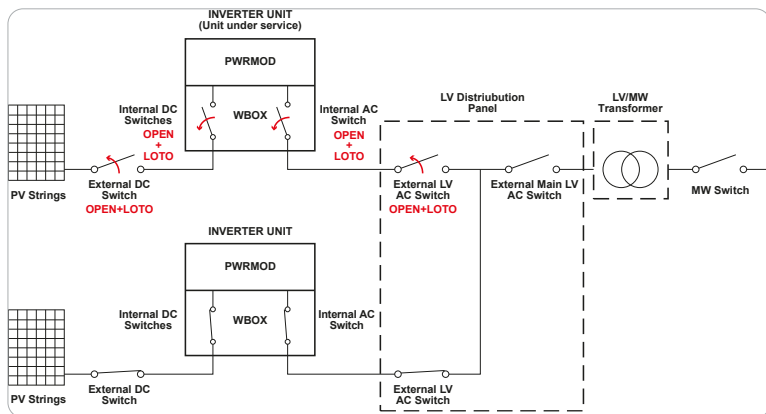 INVERTER UNIT
(Unit under service)
PWRMOD
WBOX
Internal DC
Switches
OPEN
+
LOTO
Internal AC
Switch
OPEN
+
LOTO
LV Distriubution
Panel
LV/MW
Transformer
PV Strings
External DC
Switch
OPEN+LOTO
External LV
AC Switch
OPEN+LOTO
External Main LV
AC Switch
MW Switch
INVERTER UNIT
PWRMOD
WBOX
Internal DC
Switches
Internal AC
Switch
PV Strings
External DC
Switch
External LV
AC Switch